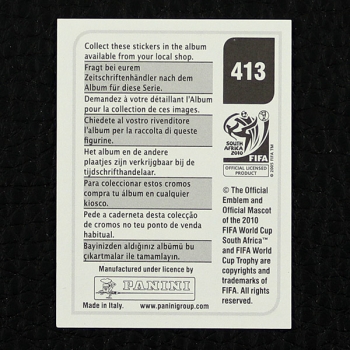 Collect these stickers in the album
available from your local shop.
Fragt bei eurem
Zeitschriftenhändler nach dem
Album für diese Serie.
Demandez à votre détaillant l'Album
pour la collection de ces images.
Chiedete al vostro rivenditore
l'album per la raccolta di queste
figurine.
Het album en de andere
plaatjes zijn verkrijgbaar bij de
tijdschrifthandelaar.
Para coleccionar estos cromos
compra tu álbum en cualquier
kiosco.
Pede a caderneta desta colecção
de cromos no teu ponto de venda
habitual.
Bayinizden aldığınız albümü bu
çıkartmalar ile tamamlayın.
Manufactured under licence by
PANINI
Made in Italy. www.paninigroup.com
413
SOUTH AFRICA
2010
FIFA
OFFICIAL LICENSED
PRODUCT
© The Official
Emblem and
Official Mascot
of the 2010
FIFA World Cup
South Africa™
and FIFA World
Cup Trophy are
copyrights and
trademarks of
FIFA. All rights
reserved.